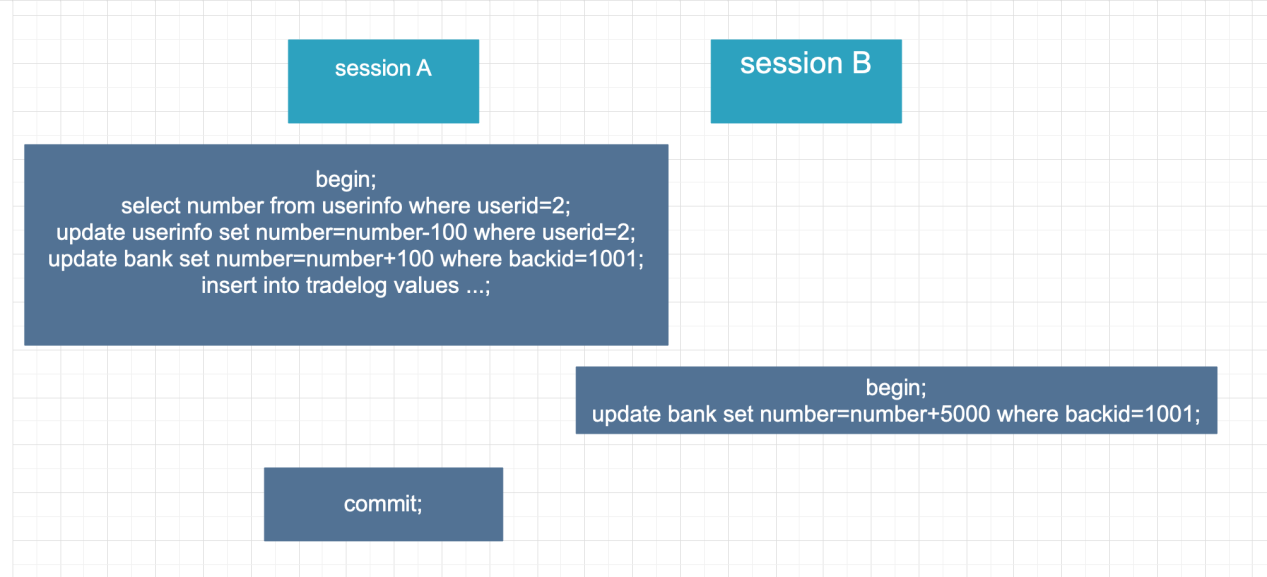 session A
session B
begin;
select number from userinfo where userid=2;
update userinfo set number=number-100 where userid=2;
update bank set number=number+100 where backid=1001;
insert into tradelog values ...;
begin;
update bank set number=number+5000 where backid=1001;
commit;